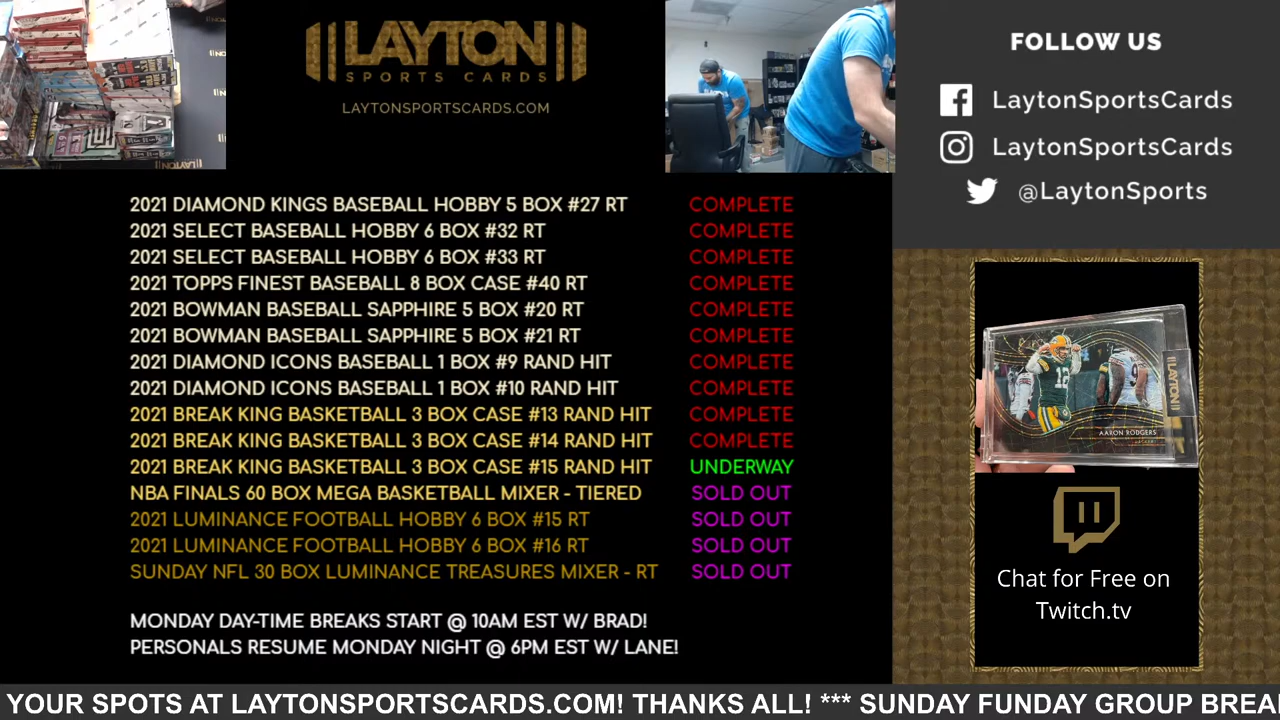 LAYTON
SPORTS CARDS
LAYTONSPORTSCARDS.COM
FOLLOW US
LaytonSportsCards
LaytonSportsCards
@LaytonSports
2021 DIAMOND KINGS BASEBALL HOBBY 5 BOX #27 RT COMPLETE
2021 SELECT BASEBALL HOBBY 6 BOX #32 RT COMPLETE
2021 SELECT BASEBALL HOBBY 6 BOX #33 RT COMPLETE
2021 TOPPS FINEST BASEBALL 8 BOX CASE #40 RT COMPLETE
2021 BOWMAN BASEBALL SAPPHIRE 5 BOX #20 RT COMPLETE
2021 BOWMAN BASEBALL SAPPHIRE 5 BOX #21 RT COMPLETE
2021 DIAMOND ICONS BASEBALL 1 BOX #9 RAND HIT COMPLETE
2021 DIAMOND ICONS BASEBALL 1 BOX #10 RAND HIT COMPLETE
2021 BREAK KING BASKETBALL 3 BOX CASE #13 RAND HIT COMPLETE
2021 BREAK KING BASKETBALL 3 BOX CASE #14 RAND HIT COMPLETE
2021 BREAK KING BASKETBALL 3 BOX CASE #15 RAND HIT UNDERWAY
NBA FINALS 60 BOX MEGA BASKETBALL MIXER - TIERED SOLD OUT
2021 LUMINANCE FOOTBALL HOBBY 6 BOX #15 RT SOLD OUT
2021 LUMINANCE FOOTBALL HOBBY 6 BOX #16 RT SOLD OUT
SUNDAY NFL 30 BOX LUMINANCE TREASURES MIXER - RT SOLD OUT
MONDAY DAY-TIME BREAKS START @ 10AM EST W/ BRAD!
PERSONALS RESUME MONDAY NIGHT @ 6PM EST W/ LANE!
12
AARON RODGERS
LAYTON
Chat for Free on
Twitch.tv
YOUR SPOTS AT LAYTONSPORTSCARDS.COM! THANKS ALL! *** SUNDAY FUNDAY GROUP BREA